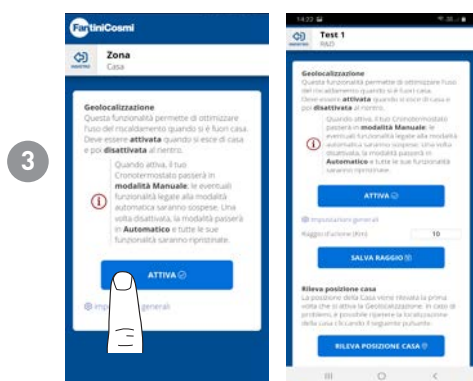 3
FantiniCosmi
INDIETRO
Zona
Casa
Geolocalizzazione
Questa funzionalità permette di ottimizzare
l'uso del riscaldamento quando si è fuori casa.
Deve essere attivata quando si esce di casa
e poi disattivata al rientro.
Quando attiva, il tuo
Cronotermostato passerà in
modalità Manuale: le eventuali
funzionalità legate alla modalità
automatica saranno sospese. Una
volta disattivata, la modalità passerà
in Automatico e tutte le sue
funzionalità saranno ripristinate.
ATTIVA
generali
14:22
Test 1
R&D
Geolocalizzazione
Questa funzionalità permette di ottimizzare l'uso
del riscaldamento quando si è fuori casa.
Deve essere attivata quando si esce di casa e
poi disattivata al rientro.
Quando attiva, il tuo Cronotermostato
passerà in modalità Manuale: le
eventuali funzionalità legate alla modalità
automatica saranno sospese. Una volta
disattivata, la modalità passerà in
Automatico e tutte le sue funzionalità
saranno ripristinate.
ATTIVA
Impostazioni generali
Raggio d'azione (Km) 10
SALVA RAGGIO
Rileva posizione casa
La posizione della Casa viene rilevata la prima
volta che si attiva la Geolocalizzazione. In caso di
problemi, è possibile ripetere la localizzazione
della casa cliccando il seguente pulsante.
RILEVA POSIZIONE CASA